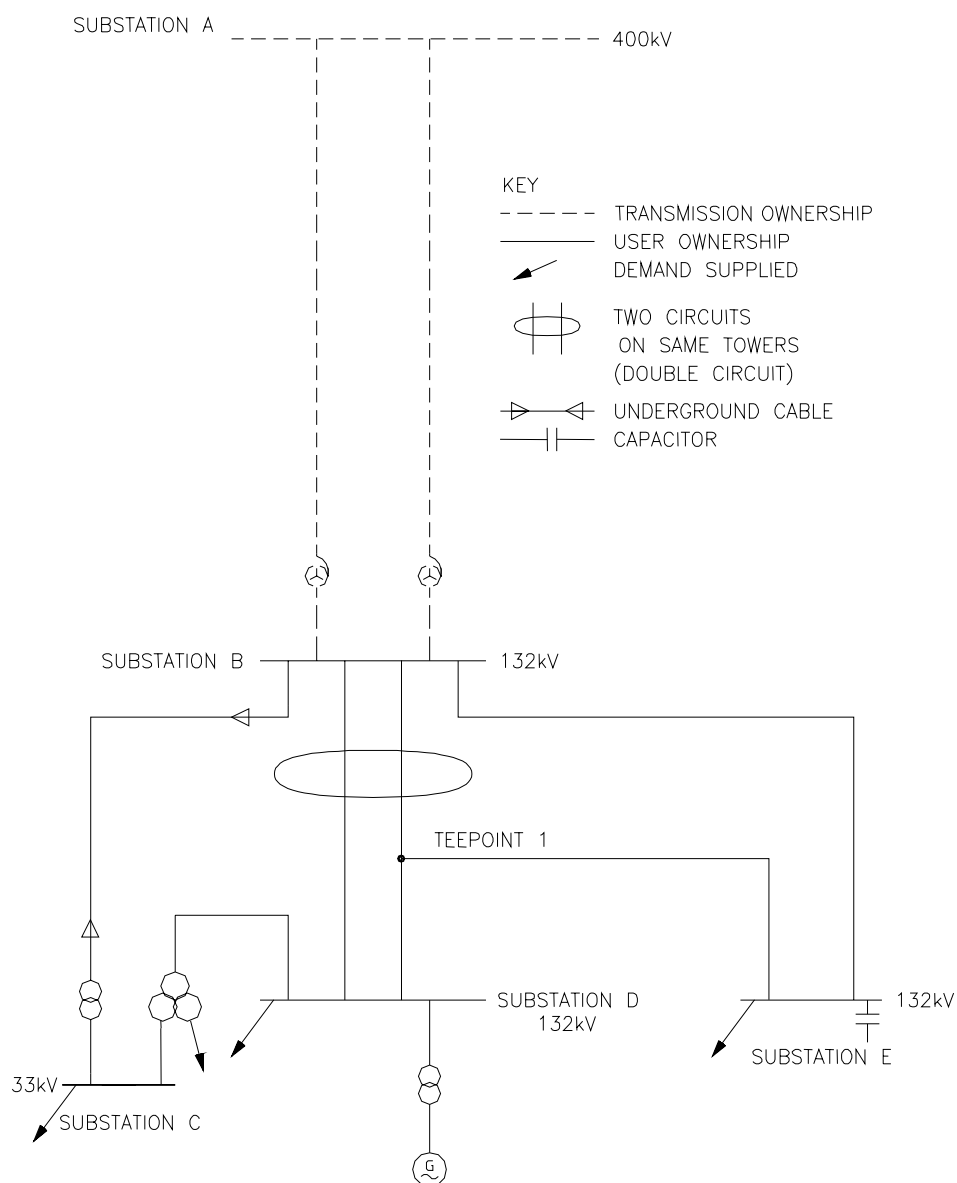 SUBSTATION A
400kV
KEY
TRANSMISSION OWNERSHIP
USER OWNERSHIP
DEMAND SUPPLIED
TWO CIRCUITS
ON SAME TOWERS
(DOUBLE CIRCUIT)
UNDERGROUND CABLE
CAPACITOR
SUBSTATION B
132kV
TEEPOINT 1
SUBSTATION D
132kV
132kV
SUBSTATION E
33kV
SUBSTATION C
G